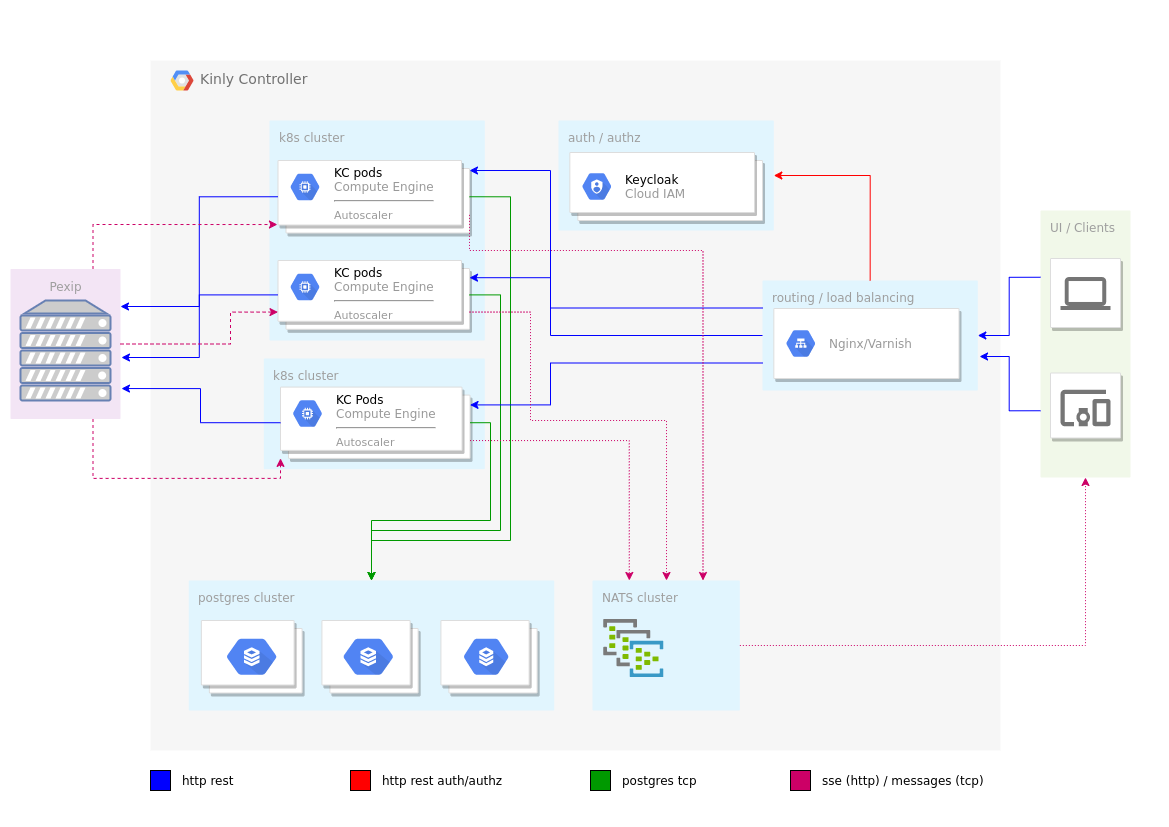 Kinly Controller
k8s cluster
KC pods
Compute Engine
Autoscaler
KC pods
Compute Engine
Autoscaler
auth / authz
Keycloak
Cloud IAM
UI / Clients
Pexip
routing / load balancing
Nginx/Varnish
k8s cluster
KC Pods
Compute Engine
Autoscaler
postgres cluster
NATS cluster
http rest
http rest auth/authz
postgres tcp
sse (http) / messages (tcp)